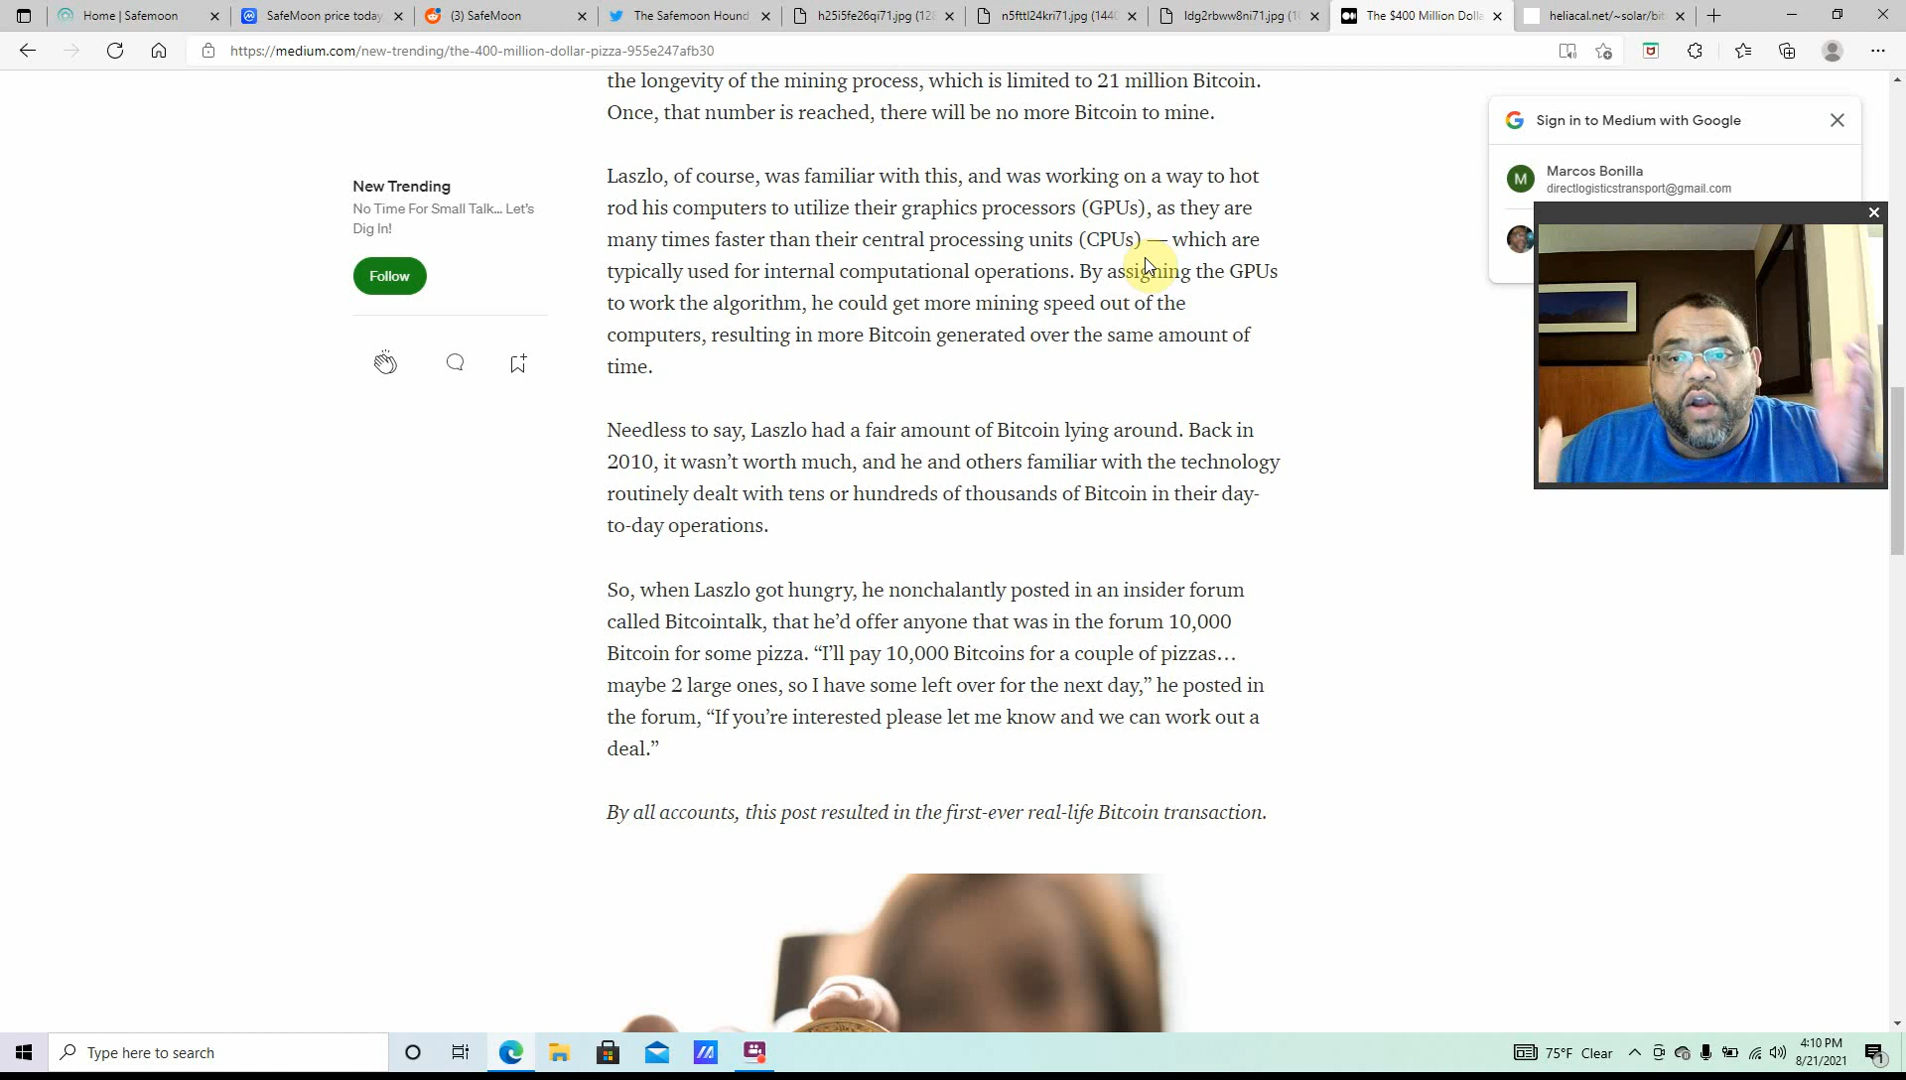 Home | Safemoon
SafeMoon price today,
(3) SafeMoon
The Safemoon Hound
h25i5fe26qi71.jpg (128
n5fttl24kri71.jpg (1440
ldg2rbww8ni71.jpg (1
The $400 Million Dolla
heliacal.net/~solar/bit
https://medium.com/new-trending/the-400-million-dollar-pizza-955e247afb30
the longevity of the mining process, which is limited to 21 million Bitcoin.
Once, that number is reached, there will be no more Bitcoin to mine.
Sign in to Medium with Google
Marcos Bonilla
M
directlogisticstransport@gmail.com
New Trending
No Time For Small Talk... Let's
Dig In!
Follow
Laszlo, of course, was familiar with this, and was working on a way to hot
rod his computers to utilize their graphics processors (GPUs), as they are
many times faster than their central processing units (CPUs) — which are
typically used for internal computational operations. By assigning the GPUs
to work the algorithm, he could get more mining speed out of the
computers, resulting in more Bitcoin generated over the same amount of
time.
Needless to say, Laszlo had a fair amount of Bitcoin lying around. Back in
2010, it wasn’t worth much, and he and others familiar with the technology
routinely dealt with tens or hundreds of thousands of Bitcoin in their day-
to-day operations.
So, when Laszlo got hungry, he nonchalantly posted in an insider forum
called Bitcointalk, that he’d offer anyone that was in the forum 10,000
Bitcoin for some pizza. “I’ll pay 10,000 Bitcoins for a couple of pizzas…
maybe 2 large ones, so I have some left over for the next day,” he posted in
the forum, “If you’re interested please let me know and we can work out a
deal.”
By all accounts, this post resulted in the first-ever real-life Bitcoin transaction.
Type here to search
75°F Clear
4:10 PM
8/21/2021
1